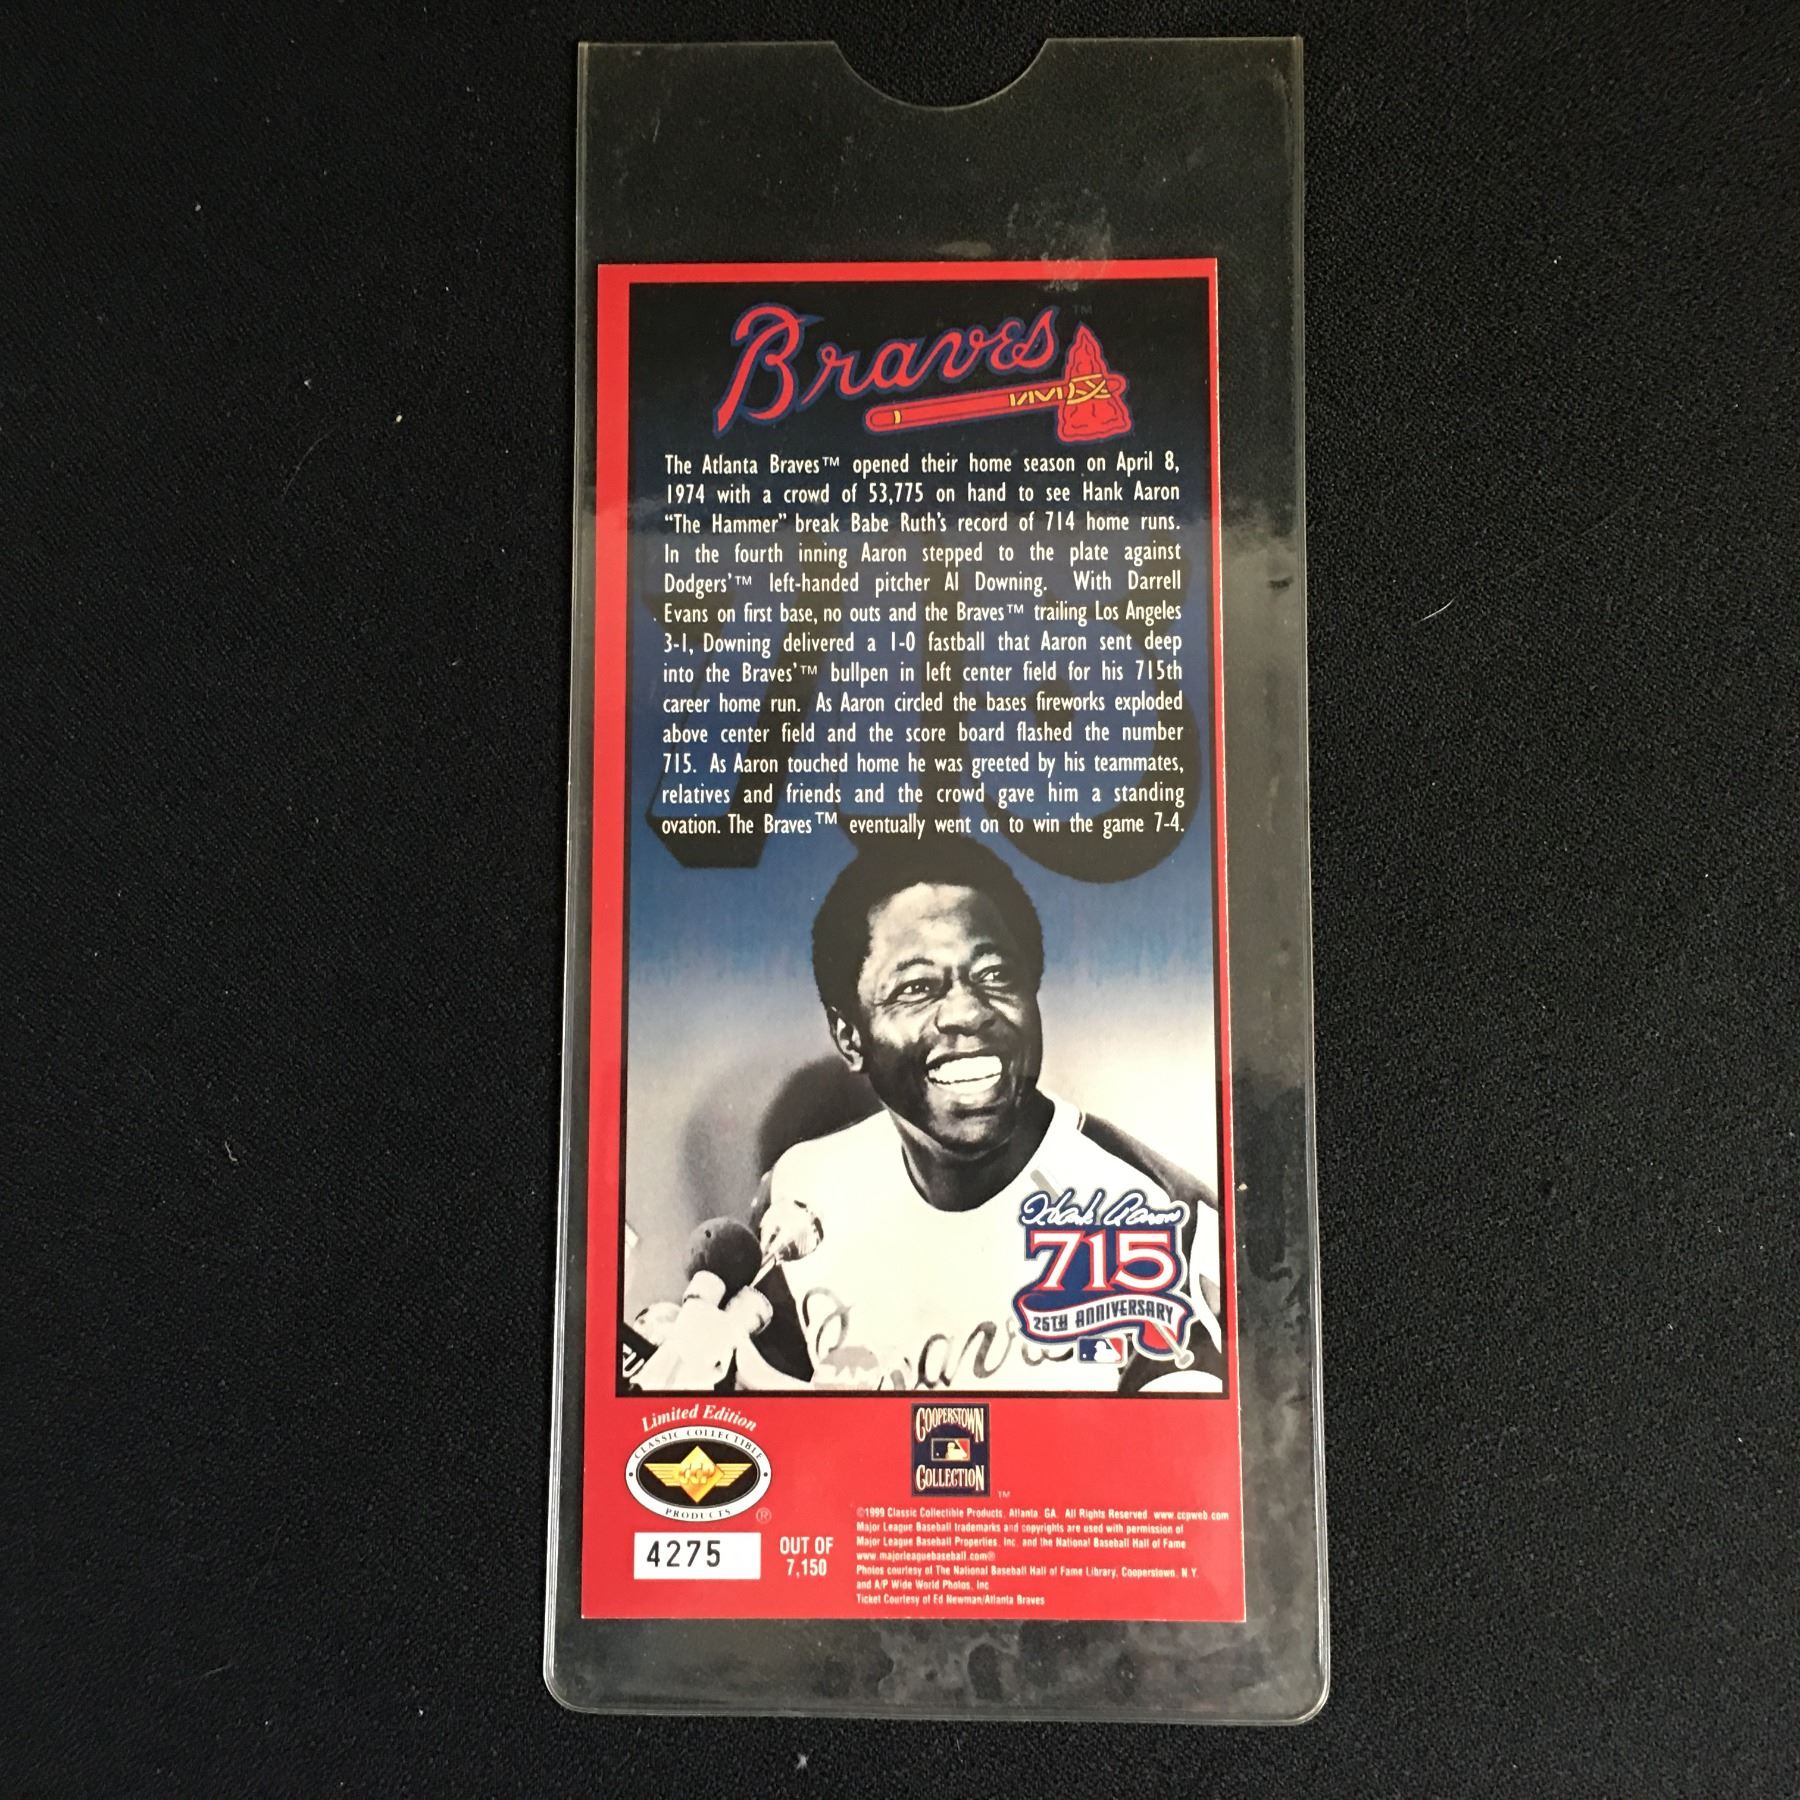 Braves™
The Atlanta Braves™ opened their home season on April 8,
1974 with a crowd of 53,775 on hand to see Hank Aaron
“The Hammer” break Babe Ruth’s record of 714 home runs.
In the fourth inning Aaron stepped to the plate against
Dodgers’™ left-handed pitcher Al Downing. With Darrell
Evans on first base, no outs and the Braves™ trailing Los Angeles
3-1, Downing delivered a 1-0 fastball that Aaron sent deep
into the Braves’™ bullpen in left center field for his 715th
career home run. As Aaron circled the bases fireworks exploded
above center field and the score board flashed the number
715. As Aaron touched home he was greeted by his teammates,
relatives and friends and the crowd gave him a standing
ovation. The Braves™ eventually went on to win the game 7-4.
715
Hank Aaron
715
25TH ANNIVERSARY
Braves
Limited Edition
CLASSIC COLLECTIBLE
CCP
PRODUCTS ®
COOPERSTOWN
COLLECTION ™
4275
OUT OF
7,150
©1999 Classic Collectible Products, Atlanta, GA. All Rights Reserved. www.ccpweb.com
Major League Baseball trademarks and copyrights are used with permission of
Major League Baseball Properties, Inc. and the National Baseball Hall of Fame
www.majorleaguebaseball.com®
Photos courtesy of The National Baseball Hall of Fame Library, Cooperstown, N.Y.
and A/P Wide World Photos, Inc
Ticket Courtesy of Ed Newman/Atlanta Braves